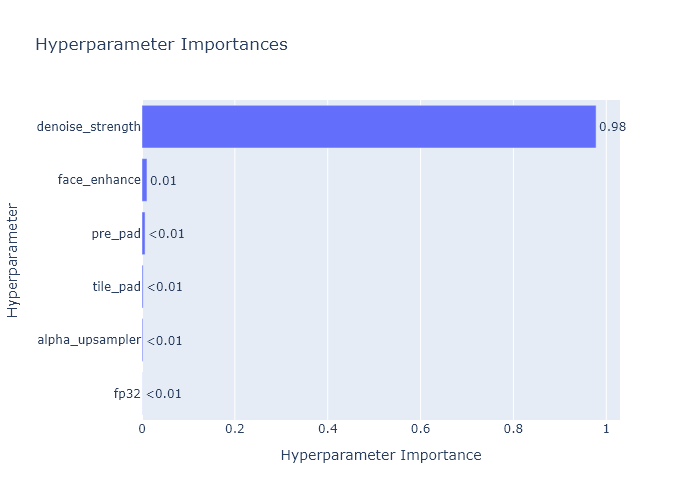 Hyperparameter Importances
Hyperparameter
denoise_strength 0.98
face_enhance 0.01
pre_pad <0.01
tile_pad <0.01
alpha_upsampler <0.01
fp32 <0.01
0 0.2 0.4 0.6 0.8 1
Hyperparameter Importance